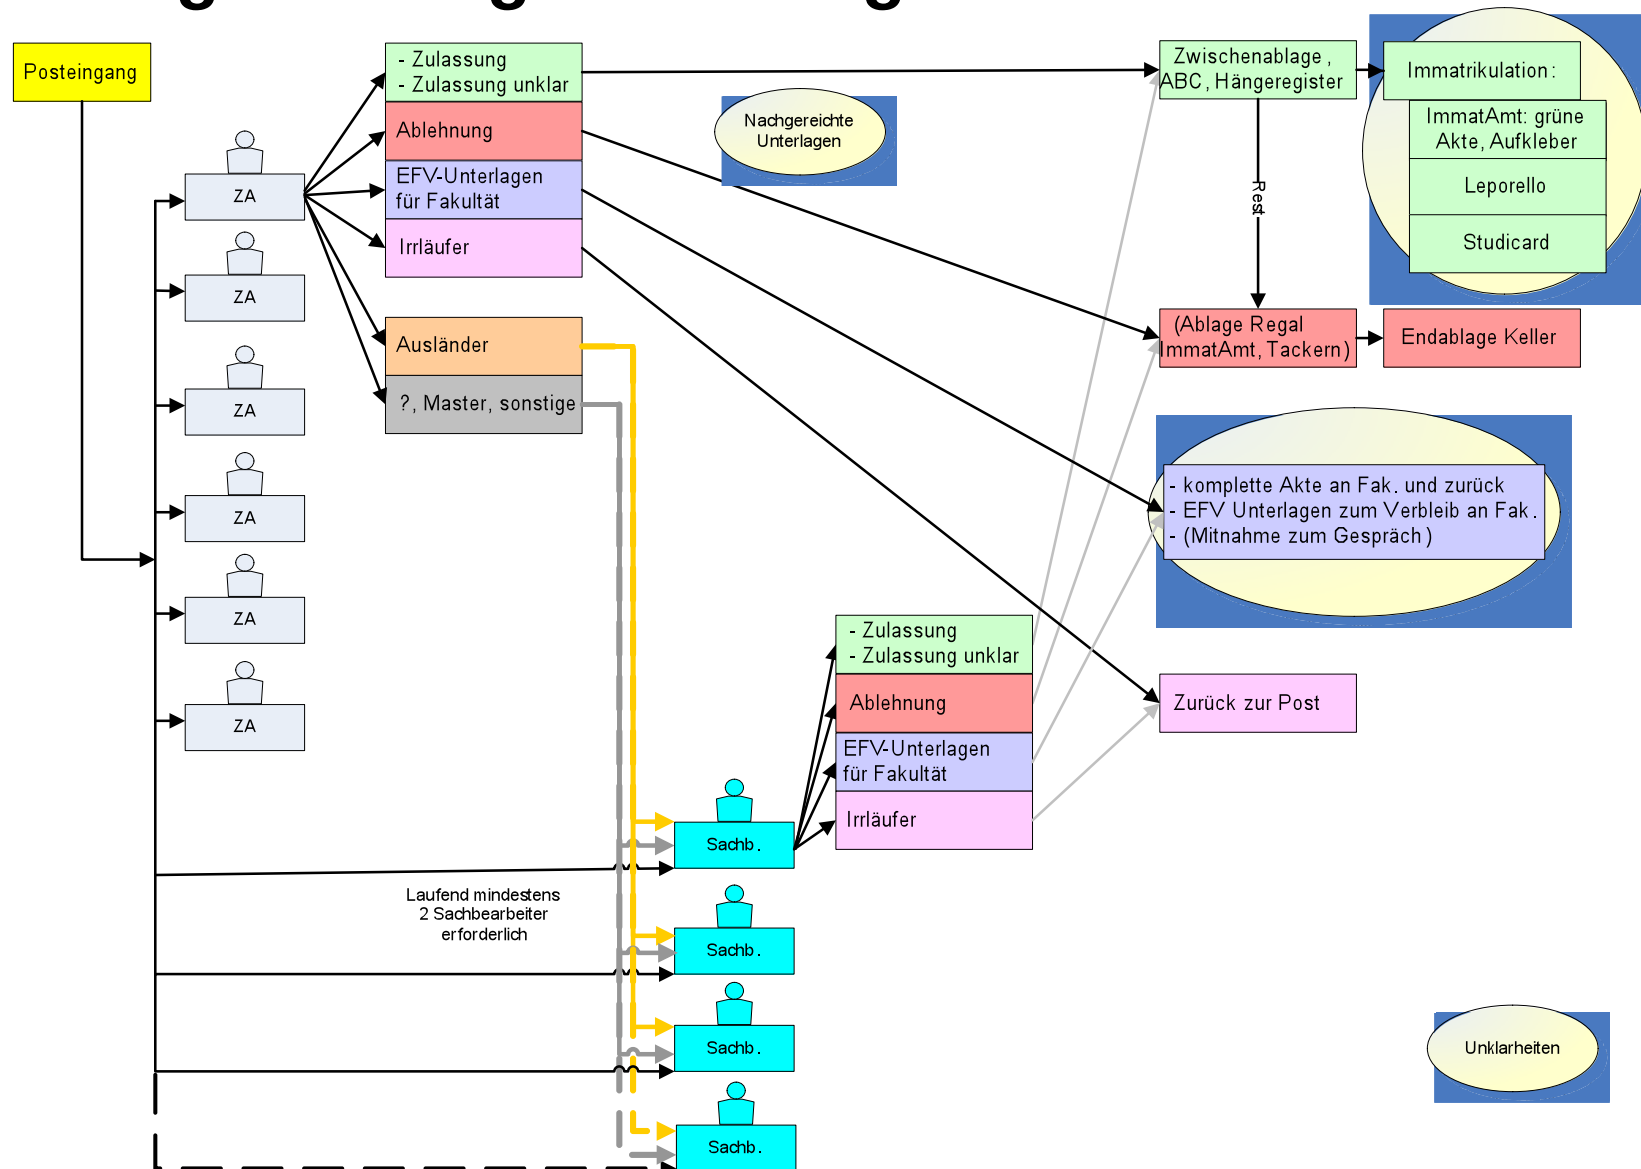 Posteingang
- Zulassung
- Zulassung unklar
Ablehnung
EFV-Unterlagen
für Fakultät
Irrläufer
Ausländer
?, Master, sonstige
Nachgereichte
Unterlagen
Zwischenablage,
ABC, Hängeregister
Immatrikulation:
ImmatAmt: grüne
Akte, Aufkleber
Leporello
Studicard
Rest
(Ablage Regal
ImmatAmt, Tackern)
Endablage Keller
- komplette Akte an Fak. und zurück
- EFV Unterlagen zum Verbleib an Fak.
- (Mitnahme zum Gespräch)
Zurück zur Post
ZA
ZA
ZA
ZA
ZA
ZA
- Zulassung
- Zulassung unklar
Ablehnung
EFV-Unterlagen
für Fakultät
Irrläufer
Sachb.
Sachb.
Sachb.
Sachb.
Laufend mindestens
2 Sachbearbeiter
erforderlich
Unklarheiten